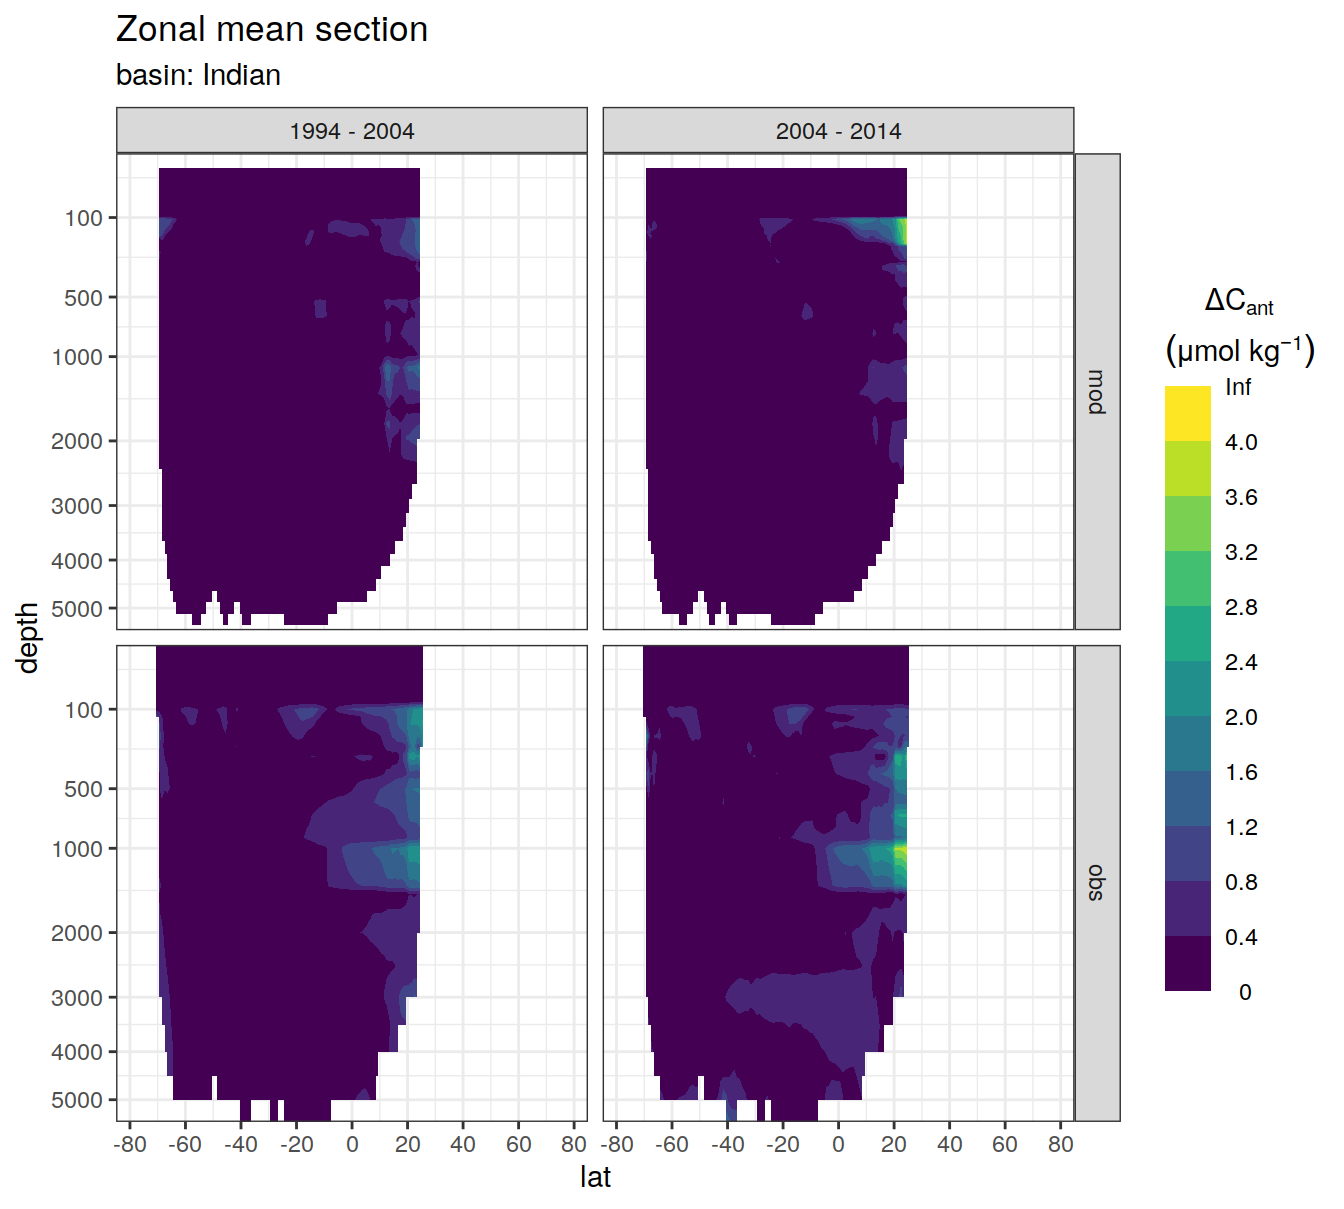 Zonal mean section
basin: Indian
1994 - 2004
2004 - 2014
100
500
1000
2000
3000
4000
5000
mod
100
500
1000
2000
3000
4000
5000
obs
depth
-80 -60 -40 -20 0 20 40 60 80
-80 -60 -40 -20 0 20 40 60 80
lat
ΔCant
(μmol kg⁻¹)
Inf
4.0
3.6
3.2
2.8
2.4
2.0
1.6
1.2
0.8
0.4
0